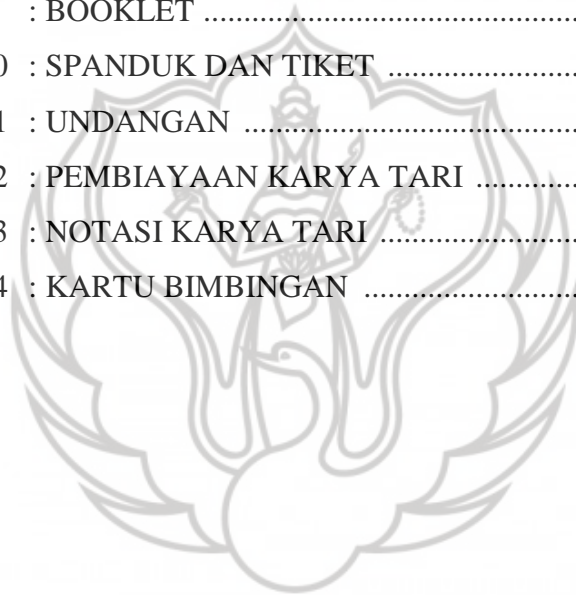 : BOOKLET ..........................................
0 : SPANDUK DAN TIKET ......................
1 : UNDANGAN ......................................
2 : PEMBIAYAAN KARYA TARI ............
3 : NOTASI KARYA TARI .......................
4 : KARTU BIMBINGAN .........................